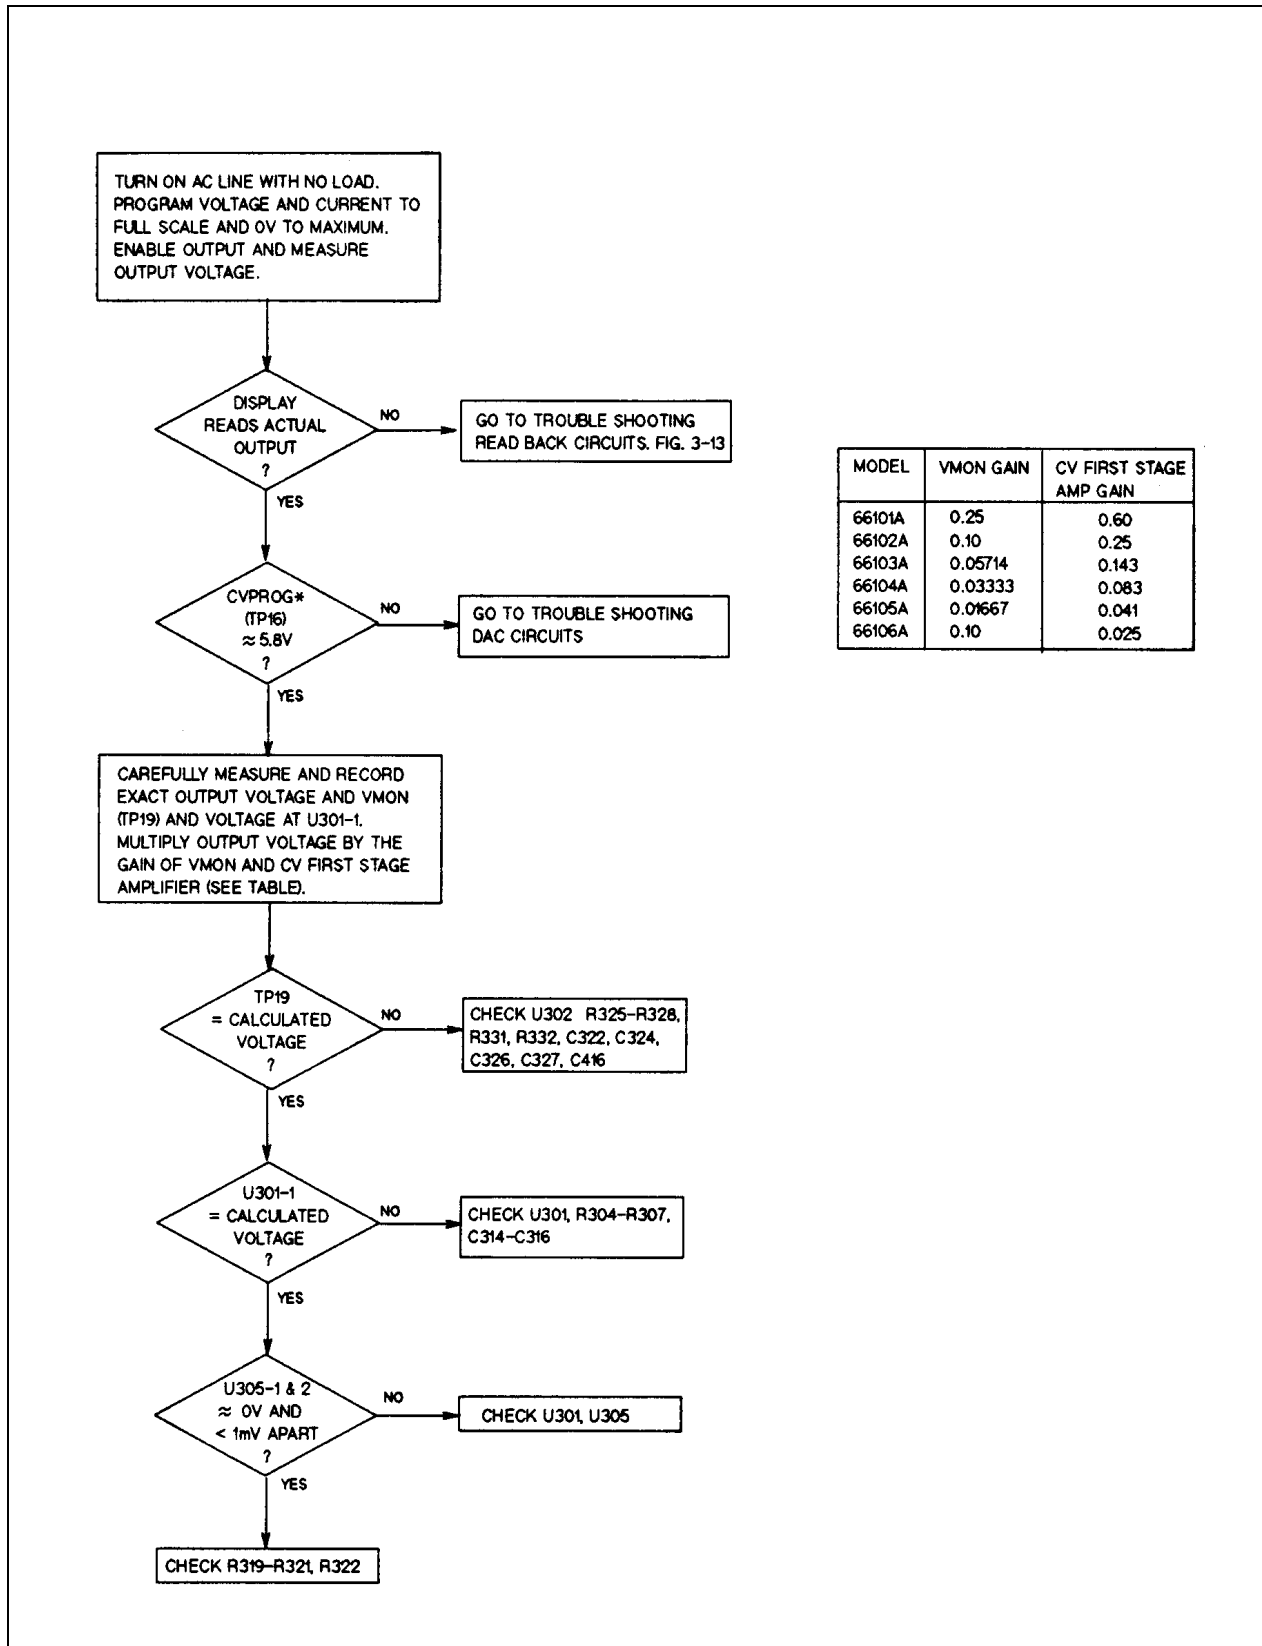 TURN ON AC LINE WITH NO LOAD.
PROGRAM VOLTAGE AND CURRENT TO
FULL SCALE AND OV TO MAXIMUM.
ENABLE OUTPUT AND MEASURE
OUTPUT VOLTAGE.
DISPLAY
READS ACTUAL
OUTPUT
?
NO
GO TO TROUBLE SHOOTING
READ BACK CIRCUITS. FIG. 3-13
YES
CVPROG*
(TP16)
≈ 5.8V
?
NO
GO TO TROUBLE SHOOTING
DAC CIRCUITS
YES
MODEL VMON GAIN CV FIRST STAGE
AMP GAIN
66101A 0.25 0.60
66102A 0.10 0.25
66103A 0.05714 0.143
66104A 0.03333 0.083
66105A 0.01667 0.041
66106A 0.10 0.025
CAREFULLY MEASURE AND RECORD
EXACT OUTPUT VOLTAGE AND VMON
(TP19) AND VOLTAGE AT U301-1.
MULTIPLY OUTPUT VOLTAGE BY THE
GAIN OF VMON AND CV FIRST STAGE
AMPLIFIER (SEE TABLE).
TP19
= CALCULATED
VOLTAGE
?
NO
CHECK U302 R325-R328,
R331, R332, C322, C324,
C326, C327, C416
YES
U301-1
= CALCULATED
VOLTAGE
?
NO
CHECK U301, R304-R307,
C314-C316
YES
U305-1 & 2
≈ 0V AND
< 1mV APART
?
NO
CHECK U301, U305
YES
CHECK R319-R321, R322